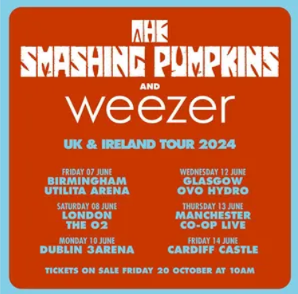 THE
SMASHING PUMPKINS
AND
weezer
UK & IRELAND TOUR 2024
FRIDAY 07 JUNE
BIRMINGHAM
UTILITA ARENA
SATURDAY 08 JUNE
LONDON
THE O2
MONDAY 10 JUNE
DUBLIN 3ARENA
WEDNESDAY 12 JUNE
GLASGOW
OVO HYDRO
THURSDAY 13 JUNE
MANCHESTER
CO-OP LIVE
FRIDAY 14 JUNE
CARDIFF CASTLE
TICKETS ON SALE FRIDAY 20 OCTOBER AT 10AM